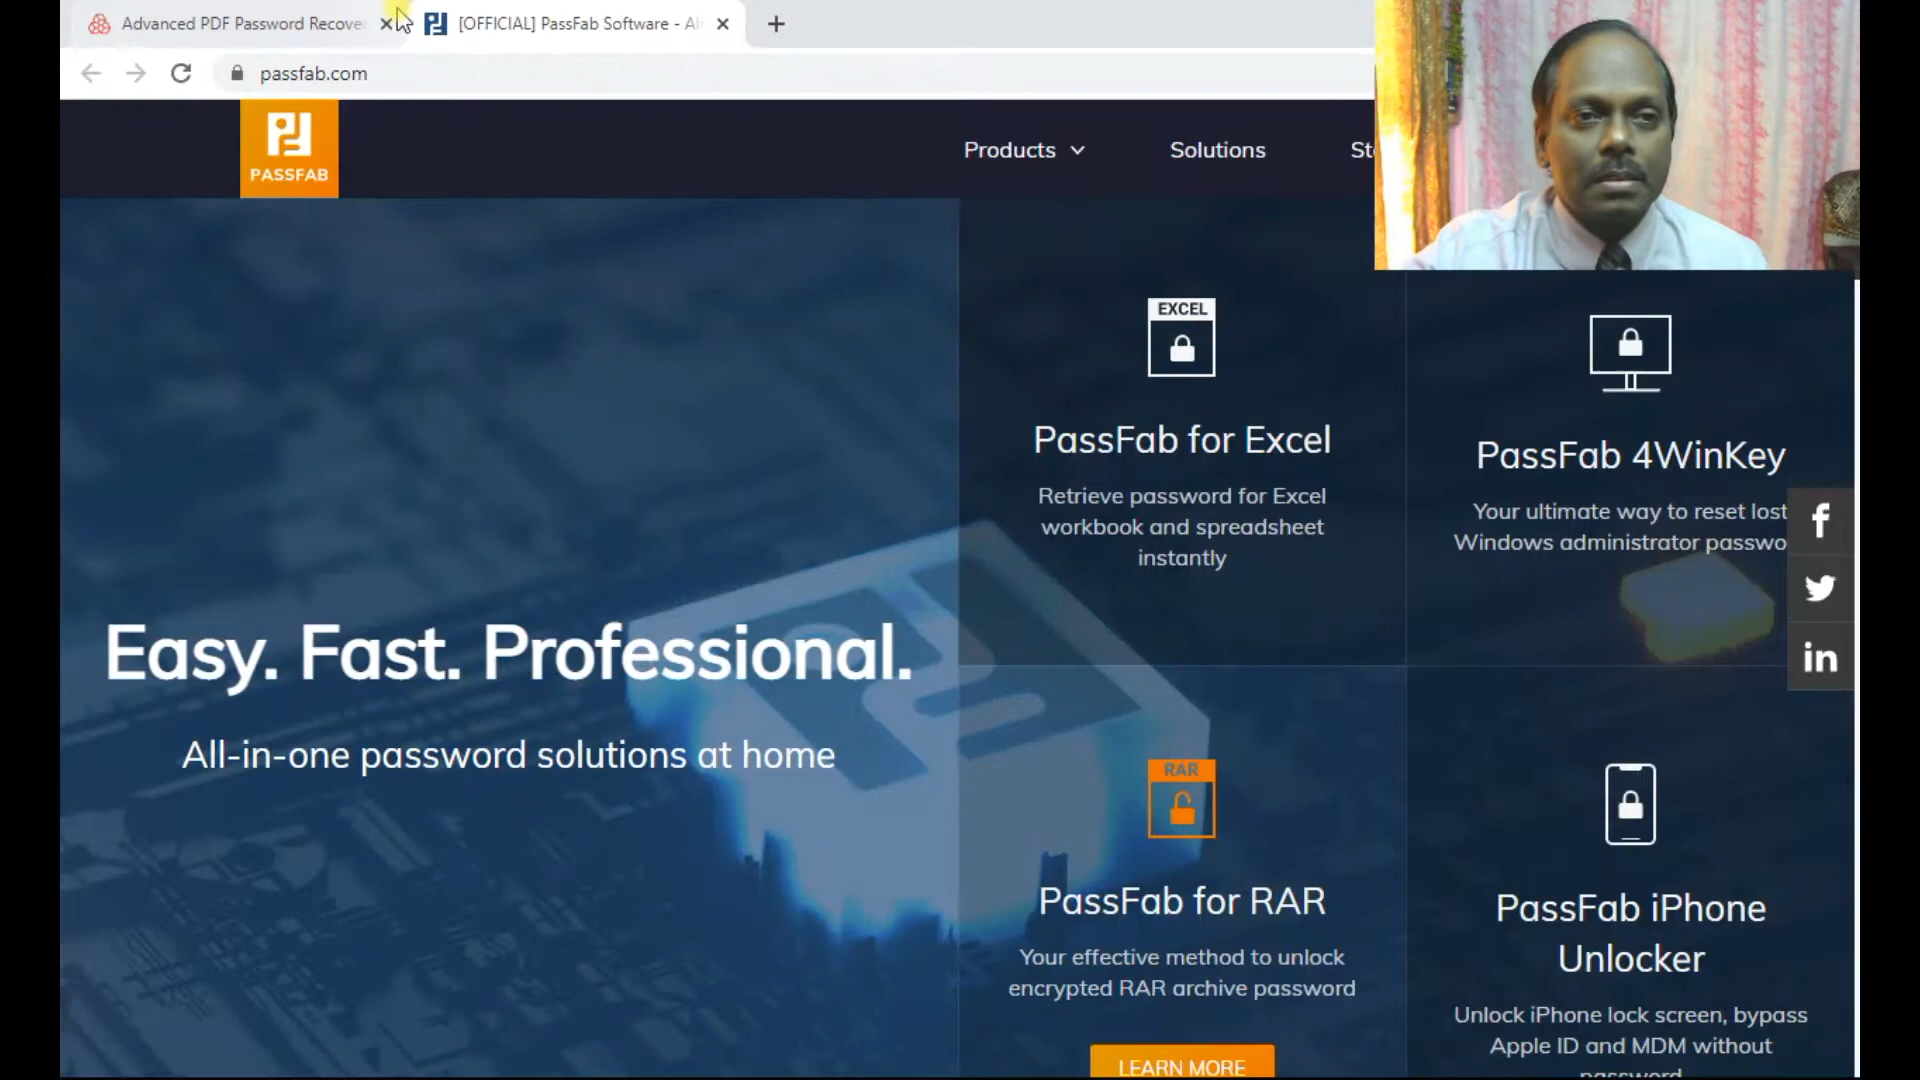 Advanced PDF Password Recove
[OFFICIAL] PassFab Software - Al
passfab.com
PASSFAB
Products
Solutions
St
EXCEL
PassFab for Excel
Retrieve password for Excel
workbook and spreadsheet
instantly
PassFab 4WinKey
Your ultimate way to reset lost
Windows administrator passwo
Easy. Fast. Professional.
All-in-one password solutions at home
RAR
PassFab for RAR
Your effective method to unlock
encrypted RAR archive password
LEARN MORE
PassFab iPhone
Unlocker
Unlock iPhone lock screen, bypass
Apple ID and MDM without
password